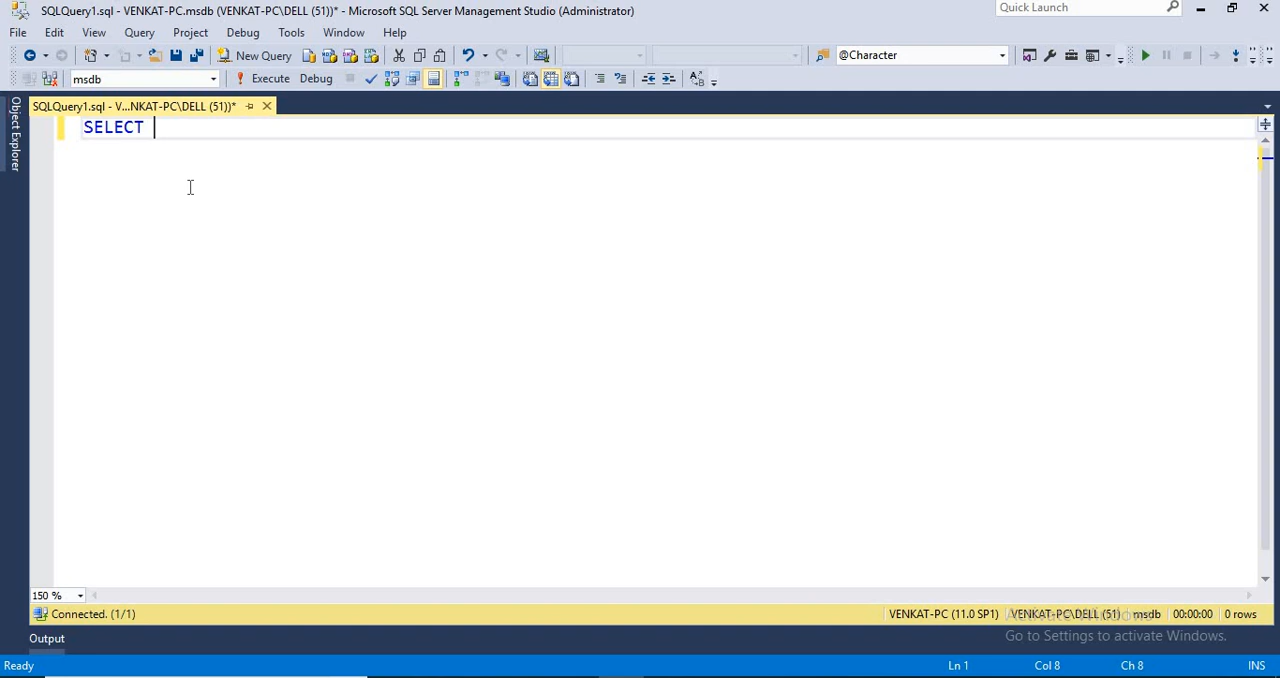 SQLQuery1.sql - VENKAT-PC.msdb (VENKAT-PC\DELL (51))* - Microsoft SQL Server Management Studio (Administrator)
Quick Launch
File Edit View Query Project Debug Tools Window Help
New Query
@Character
msdb
Execute Debug
SQLQuery1.sql - V...NKAT-PC\DELL (51))*
Object Explorer
SELECT
150 %
Connected. (1/1)
VENKAT-PC (11.0 SP1) VENKAT-PC\DELL (51) msdb 00:00:00 0 rows
Activate Windows
Go to Settings to activate Windows.
Output
Ready
Ln 1 Col 8 Ch 8 INS